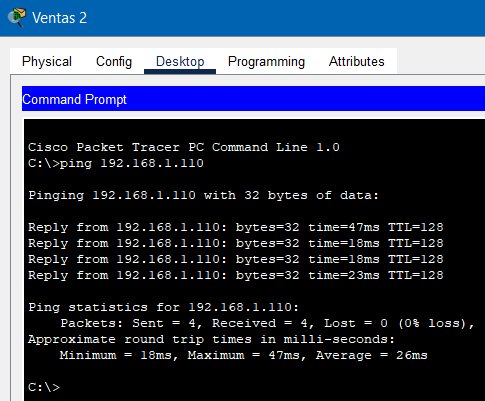 Ventas 2
Physical Config Desktop Programming Attributes
Command Prompt
Cisco Packet Tracer PC Command Line 1.0
C:\>ping 192.168.1.110
Pinging 192.168.1.110 with 32 bytes of data:
Reply from 192.168.1.110: bytes=32 time=47ms TTL=128
Reply from 192.168.1.110: bytes=32 time=18ms TTL=128
Reply from 192.168.1.110: bytes=32 time=18ms TTL=128
Reply from 192.168.1.110: bytes=32 time=23ms TTL=128
Ping statistics for 192.168.1.110:
Packets: Sent = 4, Received = 4, Lost = 0 (0% loss),
Approximate round trip times in milli-seconds:
Minimum = 18ms, Maximum = 47ms, Average = 26ms
C:\>